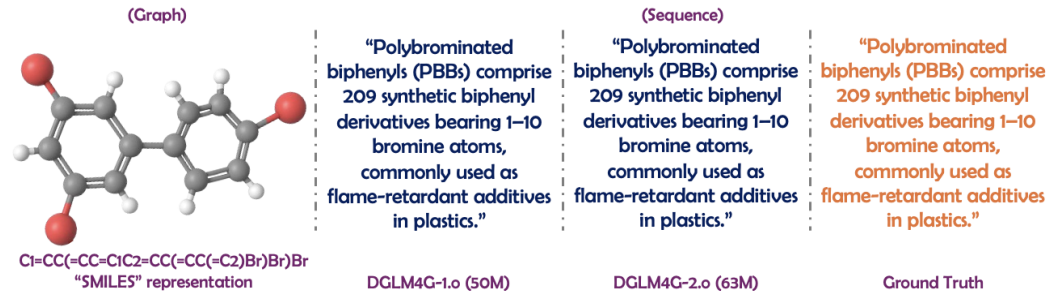 (Graph)
(Sequence)
“Polybrominated
biphenyls (PBBs) comprise
209 synthetic biphenyl
derivatives bearing 1–10
bromine atoms,
commonly used as
flame-retardant additives
in plastics.”
“Polybrominated
biphenyls (PBBs) comprise
209 synthetic biphenyl
derivatives bearing 1–10
bromine atoms,
commonly used as
flame-retardant additives
in plastics.”
“Polybrominated
biphenyls (PBBs) comprise
209 synthetic biphenyl
derivatives bearing 1–10
bromine atoms,
commonly used as
flame-retardant additives
in plastics.”
C1=CC(=CC=C1C2=CC(=CC(=C2)Br)Br)Br
“SMILES” representation
DGLM4G-1.0 (50M)
DGLM4G-2.0 (63M)
Ground Truth